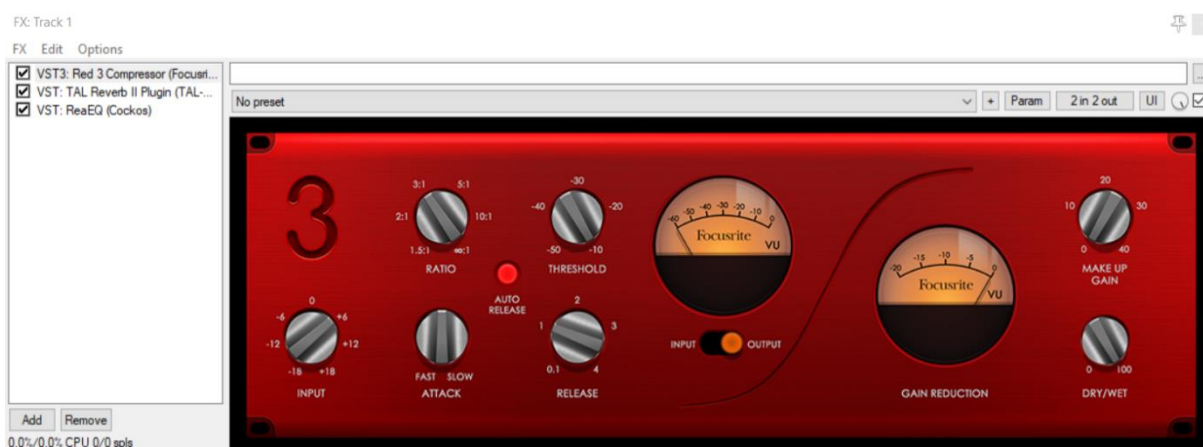 FX: Track 1
FX Edit Options
VST3: Red 3 Compressor (Focusri...
VST: TAL Reverb II Plugin (TAL-...
VST: ReaEQ (Cockos)
No preset
+ Param 2 in 2 out UI
3
3:1 5:1
2:1 10:1
1.5:1 ∞:1
RATIO
-30
-40 -20
-50 -10
THRESHOLD
AUTO
RELEASE
-60 -50 -40 -30 -20 -10 0
Focusrite
VU
20
10 30
0 40
MAKE UP
GAIN
-20 -15 -10 -5 0
Focusrite
VU
0
-6 +6
-12 +12
-18 +18
INPUT
FAST SLOW
ATTACK
2
1 3
0.1 4
RELEASE
INPUT OUTPUT
GAIN REDUCTION
0 100
DRY/WET
Add Remove
0.0%/0.0% CPU 0/0 spls